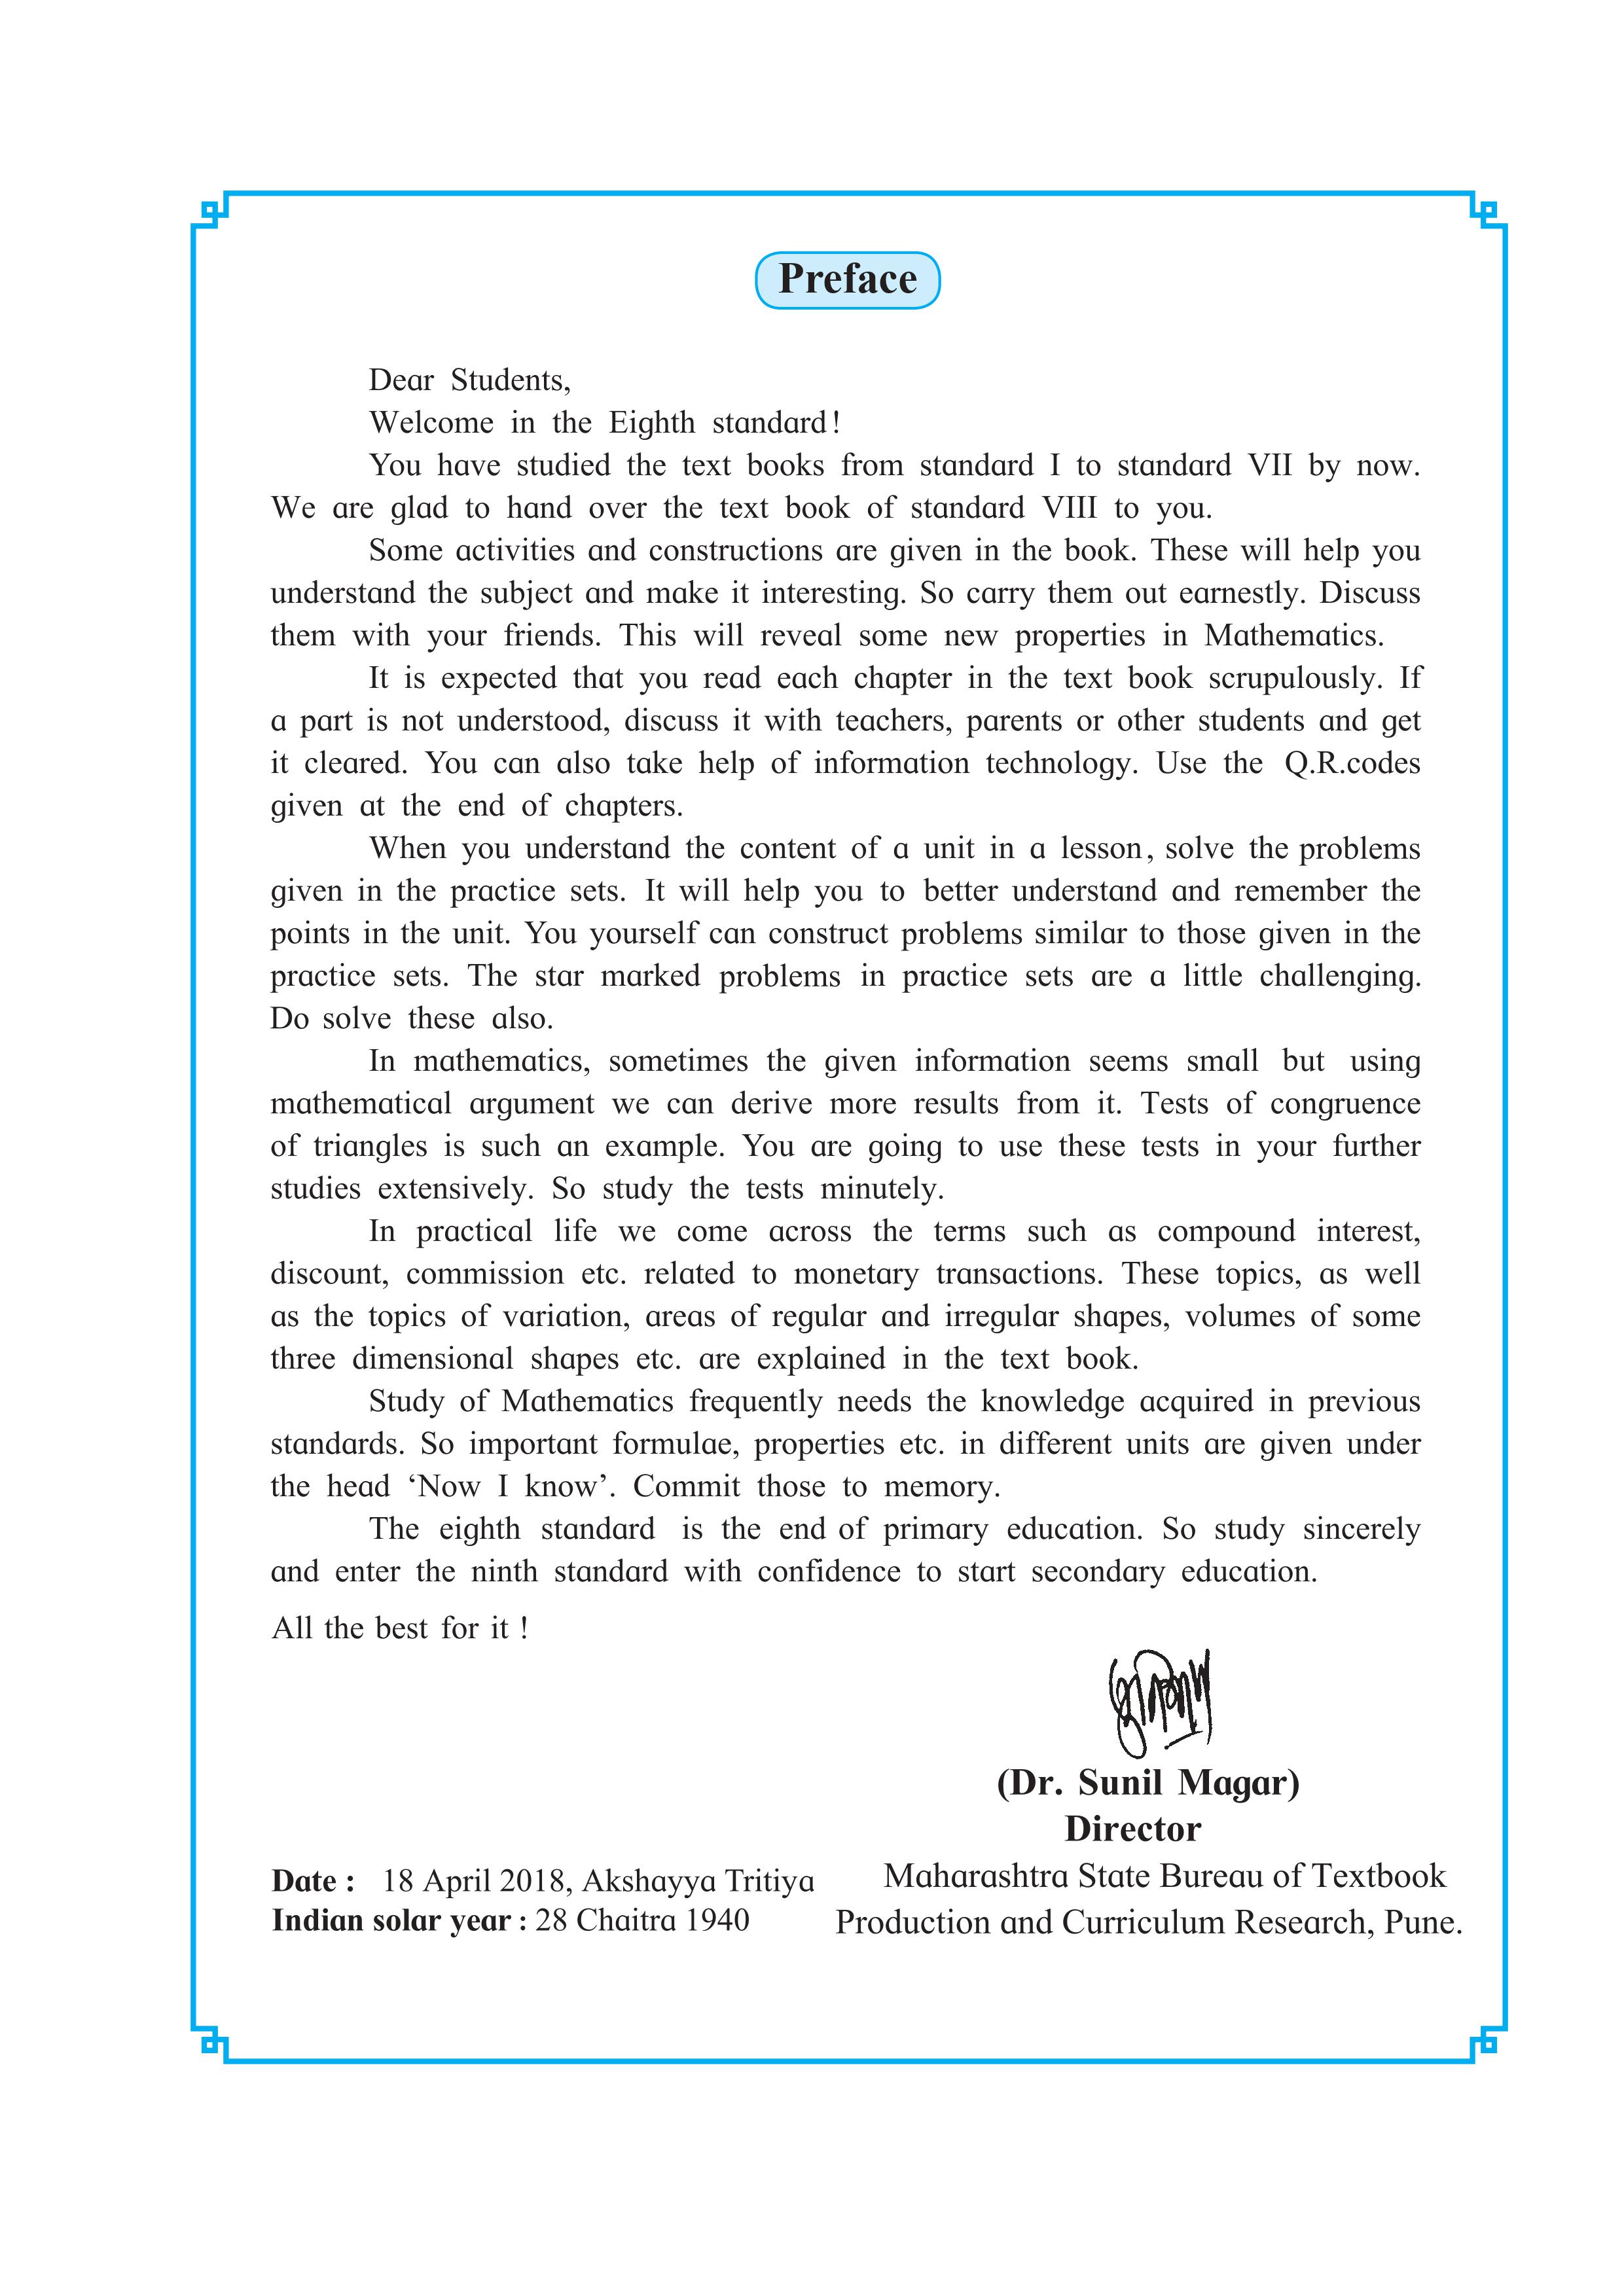 Preface
Dear Students,
Welcome in the Eighth standard!
You have studied the text books from standard I to standard VII by now.
We are glad to hand over the text book of standard VIII to you.
Some activities and constructions are given in the book. These will help you
understand the subject and make it interesting. So carry them out earnestly. Discuss
them with your friends. This will reveal some new properties in Mathematics.
It is expected that you read each chapter in the text book scrupulously. If
a part is not understood, discuss it with teachers, parents or other students and get
it cleared. You can also take help of information technology. Use the Q.R.codes
given at the end of chapters.
When you understand the content of a unit in a lesson, solve the problems
given in the practice sets. It will help you to better understand and remember the
points in the unit. You yourself can construct problems similar to those given in the
practice sets. The star marked problems in practice sets are a little challenging.
Do solve these also.
In mathematics, sometimes the given information seems small but using
mathematical argument we can derive more results from it. Tests of congruence
of triangles is such an example. You are going to use these tests in your further
studies extensively. So study the tests minutely.
In practical life we come across the terms such as compound interest,
discount, commission etc. related to monetary transactions. These topics, as well
as the topics of variation, areas of regular and irregular shapes, volumes of some
three dimensional shapes etc. are explained in the text book.
Study of Mathematics frequently needs the knowledge acquired in previous
standards. So important formulae, properties etc. in different units are given under
the head ‘Now I know’. Commit those to memory.
The eighth standard is the end of primary education. So study sincerely
and enter the ninth standard with confidence to start secondary education.
All the best for it !
(Dr. Sunil Magar)
Director
Maharashtra State Bureau of Textbook
Production and Curriculum Research, Pune.
Date : 18 April 2018, Akshayya Tritiya
Indian solar year : 28 Chaitra 1940